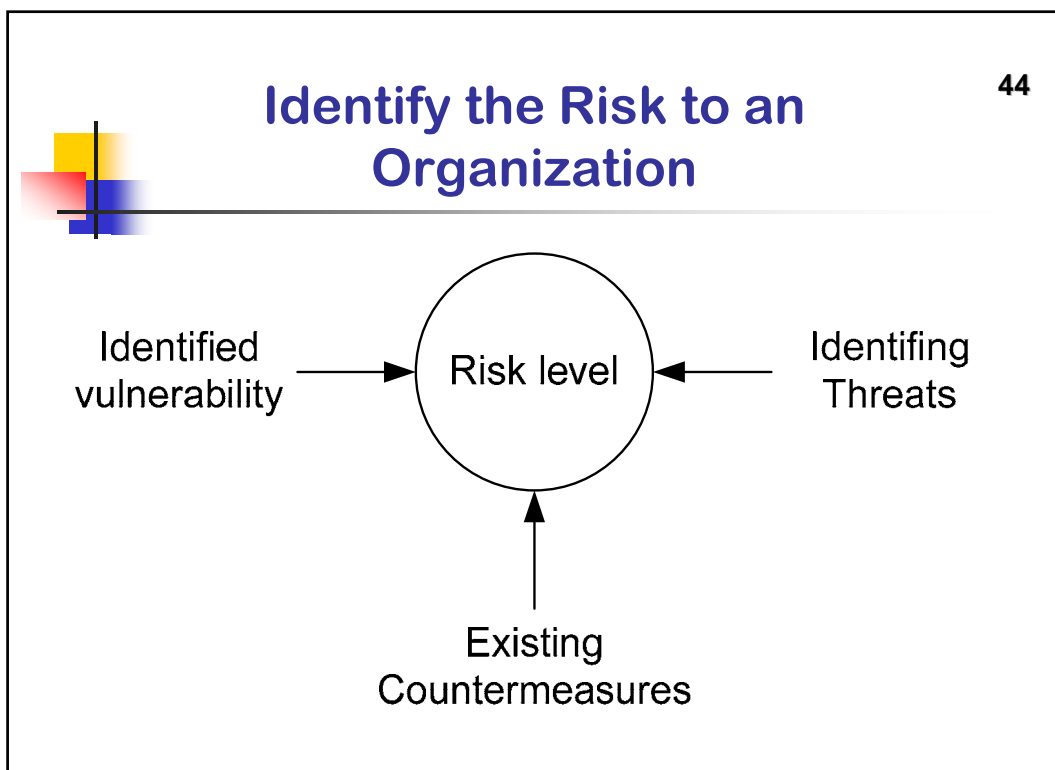 44
Identify the Risk to an
Organization
Identified
vulnerability
Risk level
Identifing
Threats
Existing
Countermeasures